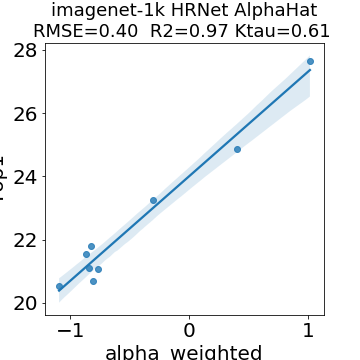 imagenet-1k HRNet AlphaHat
RMSE=0.40 R2=0.97 Ktau=0.61
28
26
24
22
20
−1 0 1
alpha_weighted